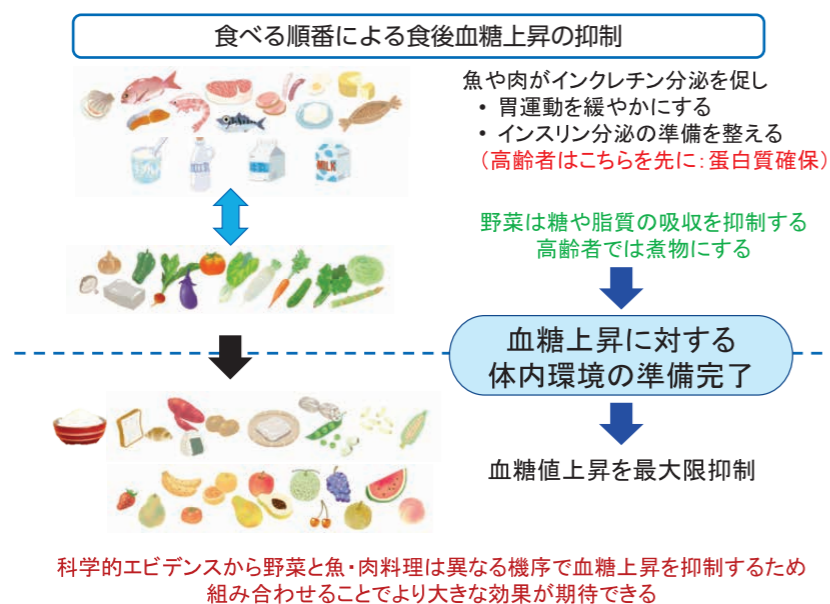 食べる順番による食後血糖上昇の抑制
魚や肉がインクレチン分泌を促し
• 胃運動を緩やかにする
• インスリン分泌の準備を整える
（高齢者はこちらを先に：蛋白質確保）
野菜は糖や脂質の吸収を抑制する
高齢者では煮物にする
血糖上昇に対する
体内環境の準備完了
血糖値上昇を最大限抑制
科学的エビデンスから野菜と魚・肉料理は異なる機序で血糖上昇を抑制するため
組み合わせることでより大きな効果が期待できる